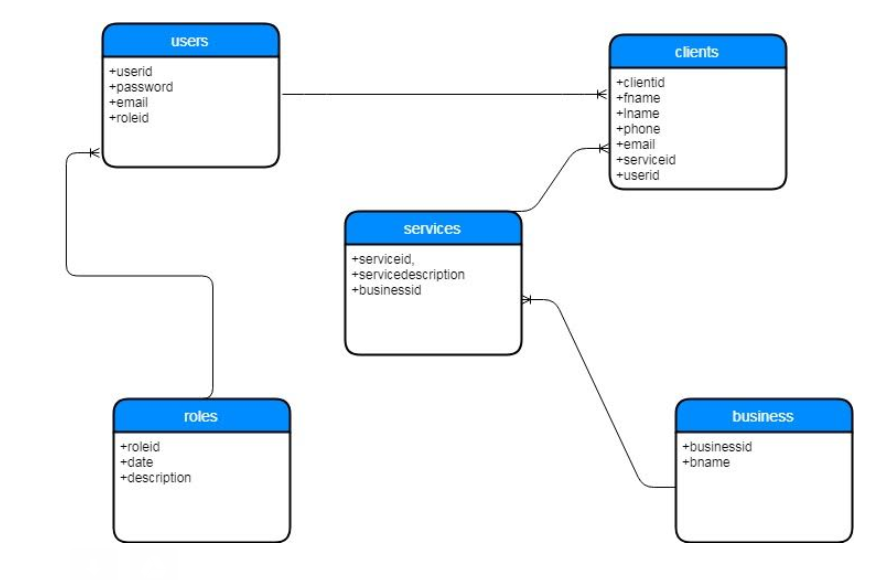 users
+userid
+password
+email
+roleid
clients
+clientid
+fname
+lname
+phone
+email
+serviceid
+userid
services
+serviceid,
+servicedescription
+businessid
roles
+roleid
+date
+description
business
+businessid
+bname